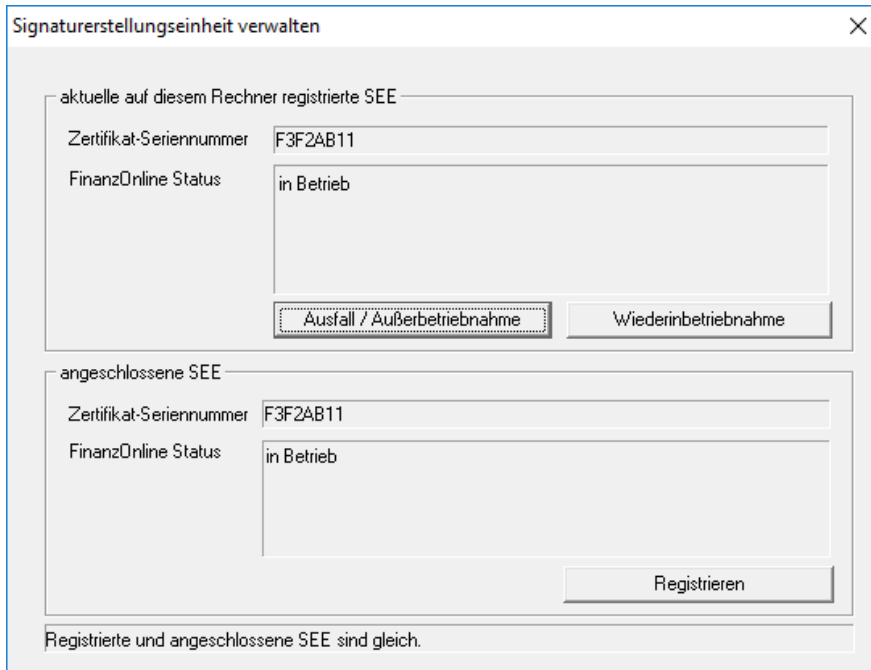 Signaturerstellungseinheit verwalten
aktuelle auf diesem Rechner registrierte SEE
Zertifikat-Seriennummer F3F2AB11
FinanzOnline Status in Betrieb
Ausfall / Außerbetriebnahme Wiederinbetriebnahme
angeschlossene SEE
Zertifikat-Seriennummer F3F2AB11
FinanzOnline Status in Betrieb
Registrieren
Registrierte und angeschlossene SEE sind gleich.